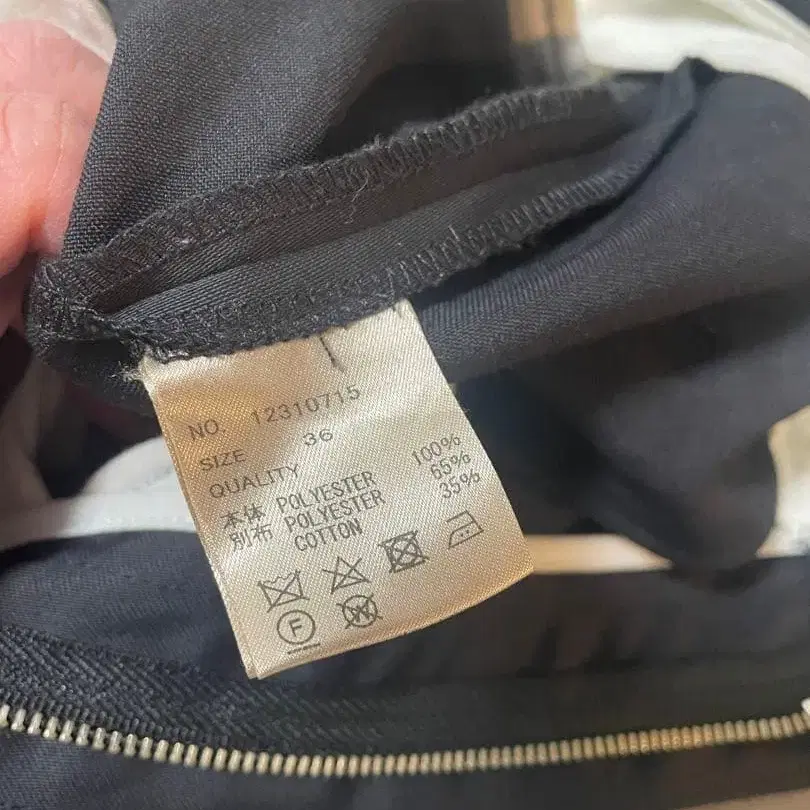 NO. 12310715
SIZE 36
QUALITY
本体 POLYESTER 100%
別布 POLYESTER 65%
COTTON 35%
F W